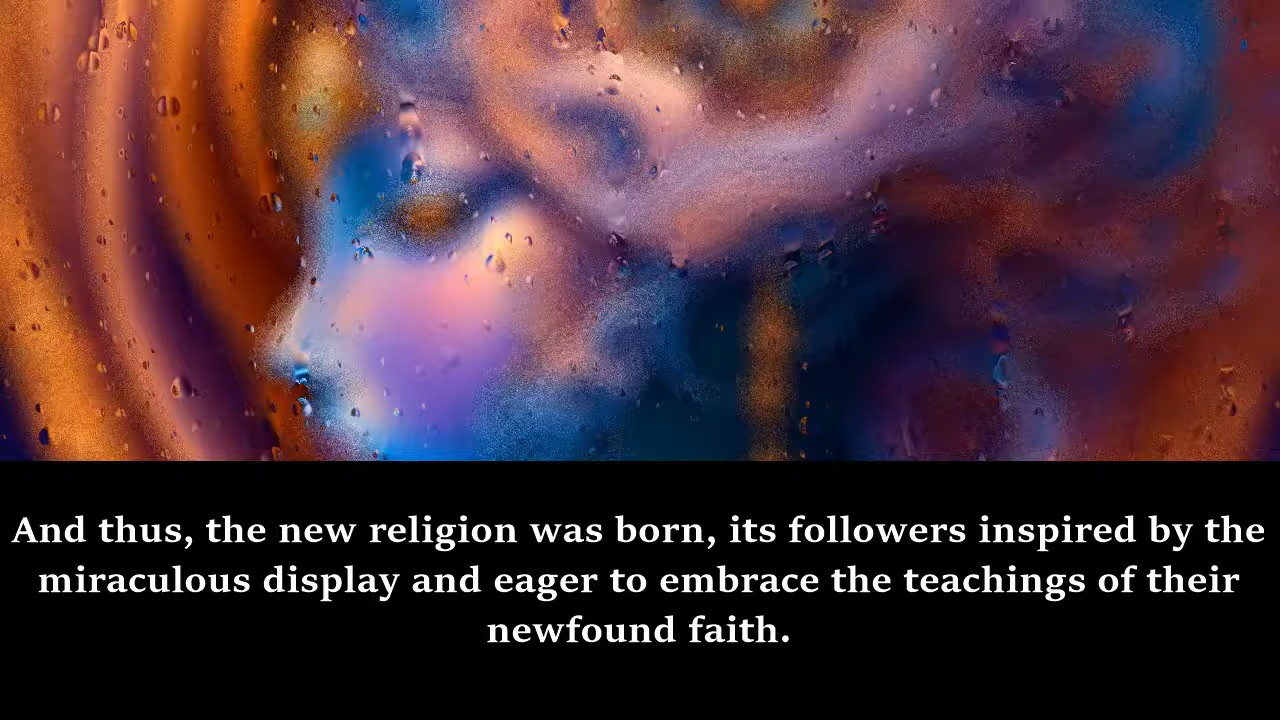 And thus, the new religion was born, its followers inspired by the
miraculous display and eager to embrace the teachings of their
newfound faith.